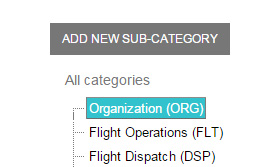 ADD NEW SUB-CATEGORY
All categories
Organization (ORG)
Flight Operations (FLT)
Flight Dispatch (DSP)